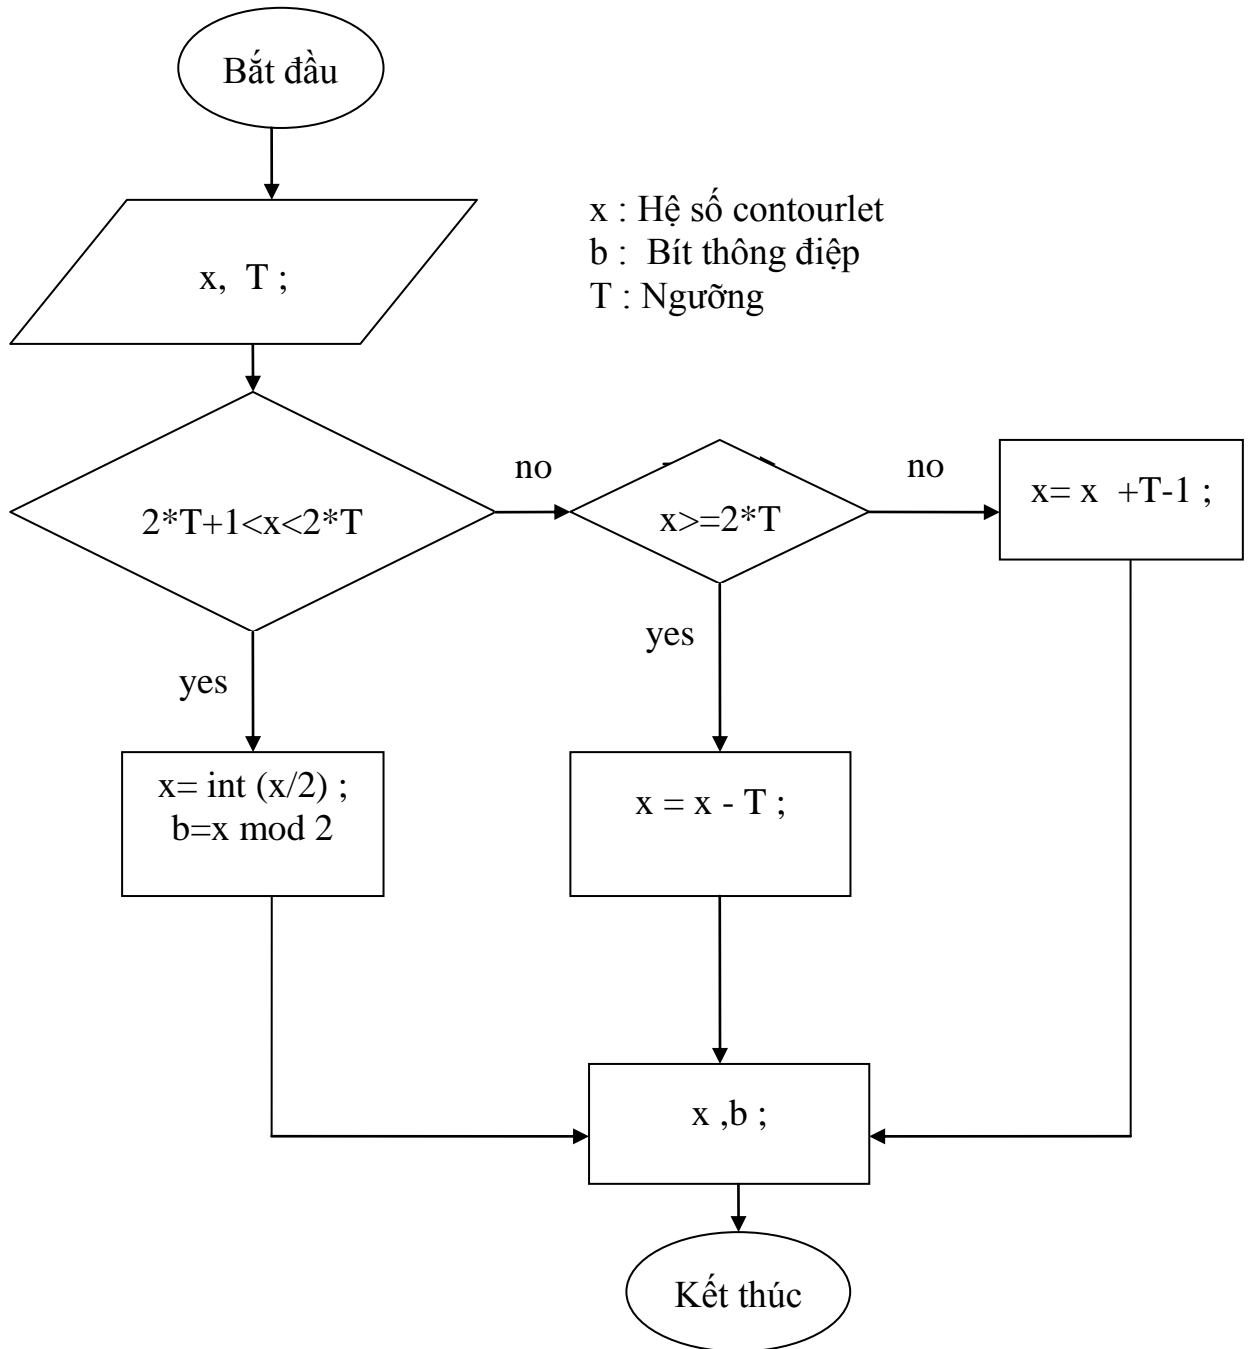 Bắt đầu
x : Hệ số contourlet
b : Bít thông điệp
T : Ngưỡng
x, T ;
2*T+1<x<2*T
no
x>=2*T
no
x= x +T-1 ;
yes
yes
x= int (x/2) ;
b=x mod 2
x = x - T ;
x ,b ;
Kết thúc